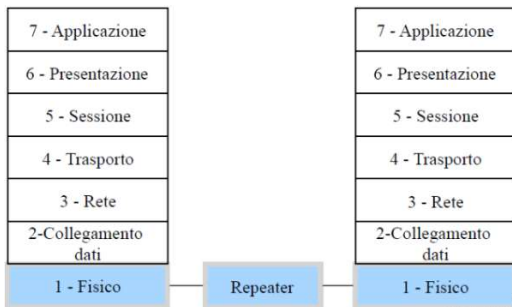 7 - Applicazione
6 - Presentazione
5 - Sessione
4 - Trasporto
3 - Rete
2-Collegamento
dati
1 - Fisico
Repeater
7 - Applicazione
6 - Presentazione
5 - Sessione
4 - Trasporto
3 - Rete
2-Collegamento
dati
1 - Fisico